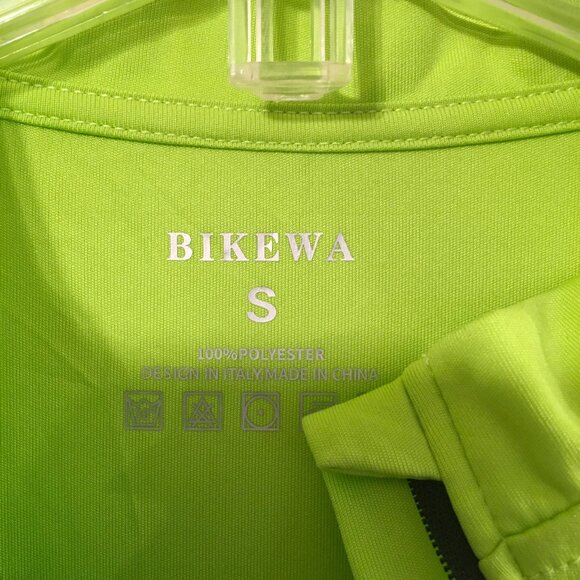 BIKEWA
S
100%POLYESTER
DESIGN IN ITALY.MADE IN CHINA